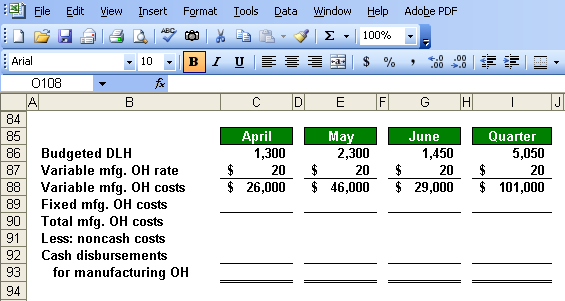 File Edit View Insert Format Tools Data Window Help Adobe PDF
ABC Σ 100%
Arial 10 B I U $ % , .00 .0
O108 fx
A B C D E F G H I J
84
85 April May June Quarter
86 Budgeted DLH 1,300 2,300 1,450 5,050
87 Variable mfg. OH rate $ 20 $ 20 $ 20 $ 20
88 Variable mfg. OH costs $ 26,000 $ 46,000 $ 29,000 $ 101,000
89 Fixed mfg. OH costs
90 Total mfg. OH costs
91 Less: noncash costs
92 Cash disbursements
93 for manufacturing OH
94